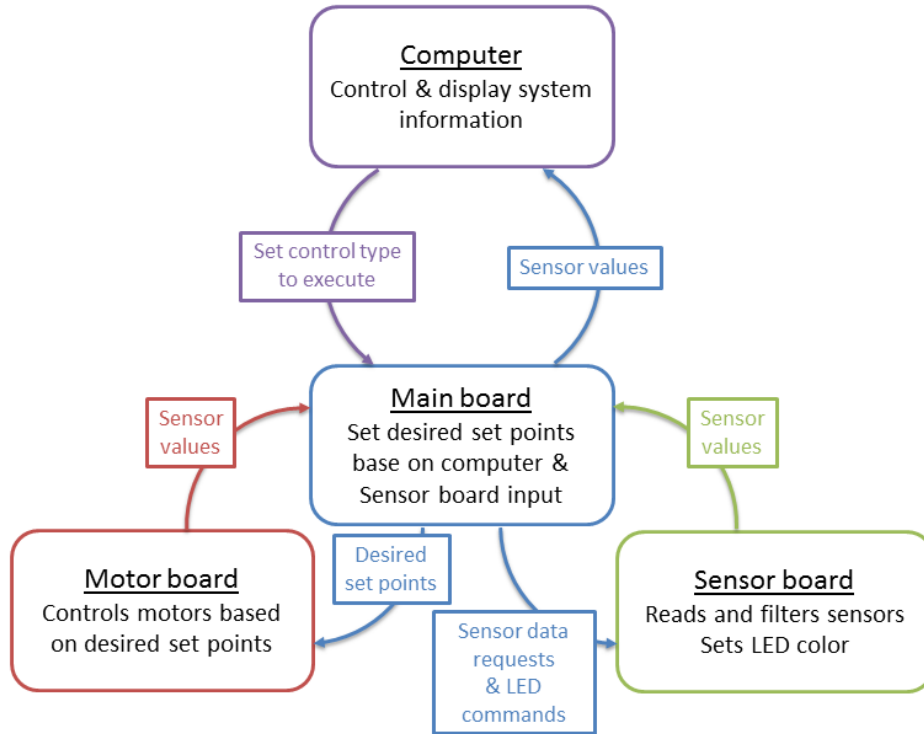 Computer
Control & display system
information
Set control type
to execute
Sensor values
Main board
Set desired set points
base on computer &
Sensor board input
Sensor
values
Sensor
values
Motor board
Controls motors based
on desired set points
Desired
set points
Sensor data
requests
& LED
commands
Sensor board
Reads and filters sensors
Sets LED color